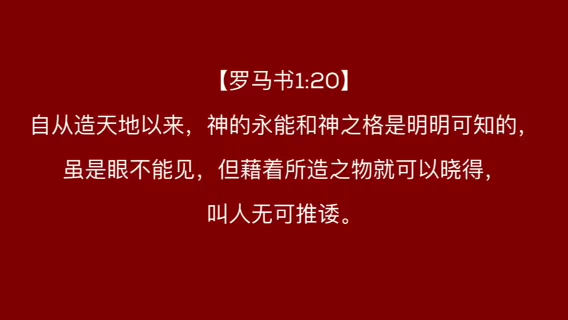 【罗马书1:20】
自从造天地以来，神的永能和神之格是明明可知的，
虽是眼不能见，但藉着所造之物就可以晓得，
叫人无可推诿。